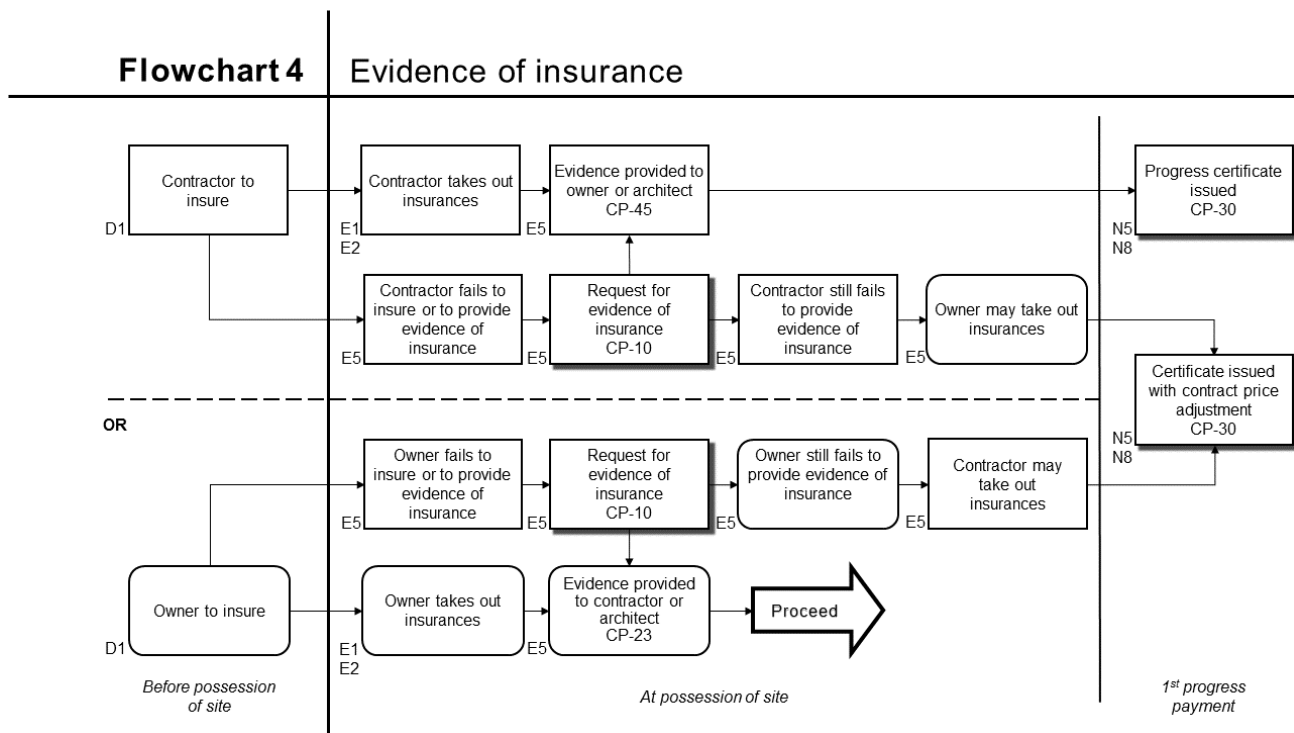 Flowchart 4
Evidence of insurance
Contractor to
insure
D1
Contractor takes out
insurances
E1
E2
Evidence provided to
owner or architect
CP-45
E5
Progress certificate
issued
CP-30
N5
N8
Contractor fails to
insure or to provide
evidence of
insurance
E5
Request for
evidence of
insurance
CP-10
E5
Contractor still fails
to provide
evidence of
insurance
E5
Owner may take out
insurances
E5
Certificate issued
with contract price
adjustment
CP-30
N5
N8
OR
Owner fails to
insure or to provide
evidence of
insurance
E5
Request for
evidence of
insurance
CP-10
E5
Owner still fails to
provide evidence of
insurance
E5
Contractor may
take out
insurances
E5
Owner to insure
D1
Owner takes out
insurances
E1
E2
Evidence provided
to contractor or
architect
CP-23
E5
Proceed
Before possession
of site
At possession of site
1st progress
payment